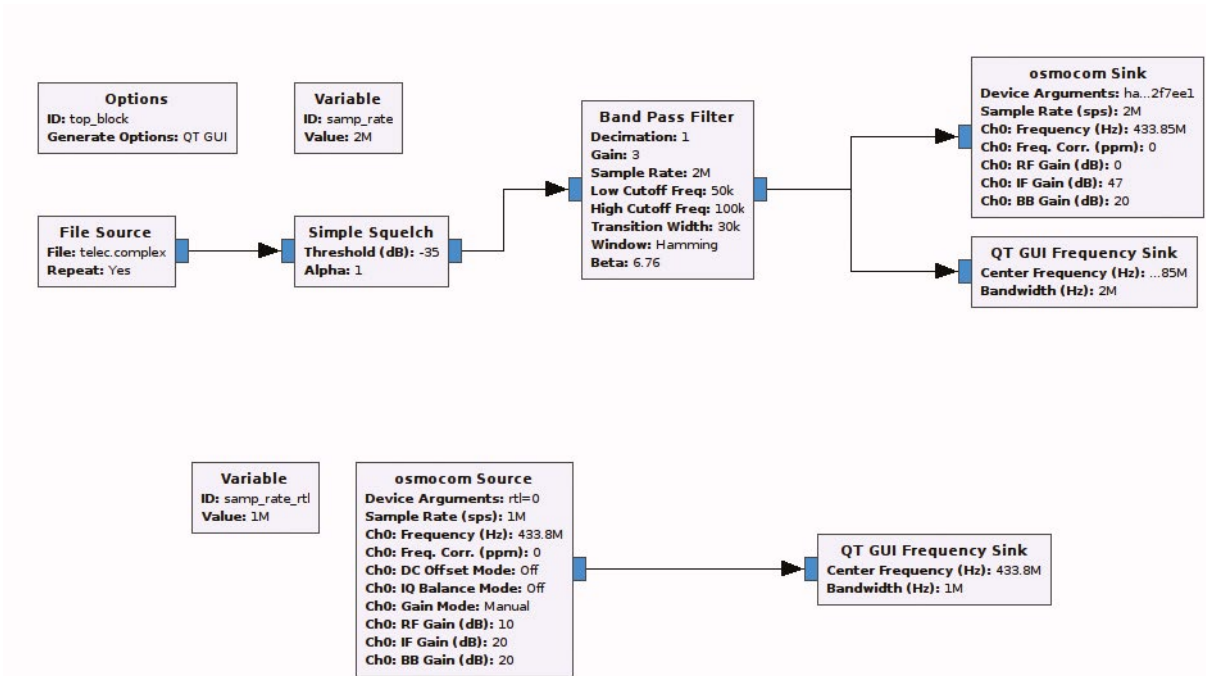 Options
ID: top_block
Generate Options: QT GUI
Variable
ID: samp_rate
Value: 2M
File Source
File: telec.complex
Repeat: Yes
Simple Squelch
Threshold (dB): -35
Alpha: 1
Band Pass Filter
Decimation: 1
Gain: 3
Sample Rate: 2M
Low Cutoff Freq: 50k
High Cutoff Freq: 100k
Transition Width: 30k
Window: Hamming
Beta: 6.76
osmocom Sink
Device Arguments: ha...2f7ee1
Sample Rate (sps): 2M
Ch0: Frequency (Hz): 433.85M
Ch0: Freq. Corr. (ppm): 0
Ch0: RF Gain (dB): 0
Ch0: IF Gain (dB): 47
Ch0: BB Gain (dB): 20
QT GUI Frequency Sink
Center Frequency (Hz): ...85M
Bandwidth (Hz): 2M
Variable
ID: samp_rate_rtl
Value: 1M
osmocom Source
Device Arguments: rtl=0
Sample Rate (sps): 1M
Ch0: Frequency (Hz): 433.8M
Ch0: Freq. Corr. (ppm): 0
Ch0: DC Offset Mode: Off
Ch0: IQ Balance Mode: Off
Ch0: Gain Mode: Manual
Ch0: RF Gain (dB): 10
Ch0: IF Gain (dB): 20
Ch0: BB Gain (dB): 20
QT GUI Frequency Sink
Center Frequency (Hz): 433.8M
Bandwidth (Hz): 1M